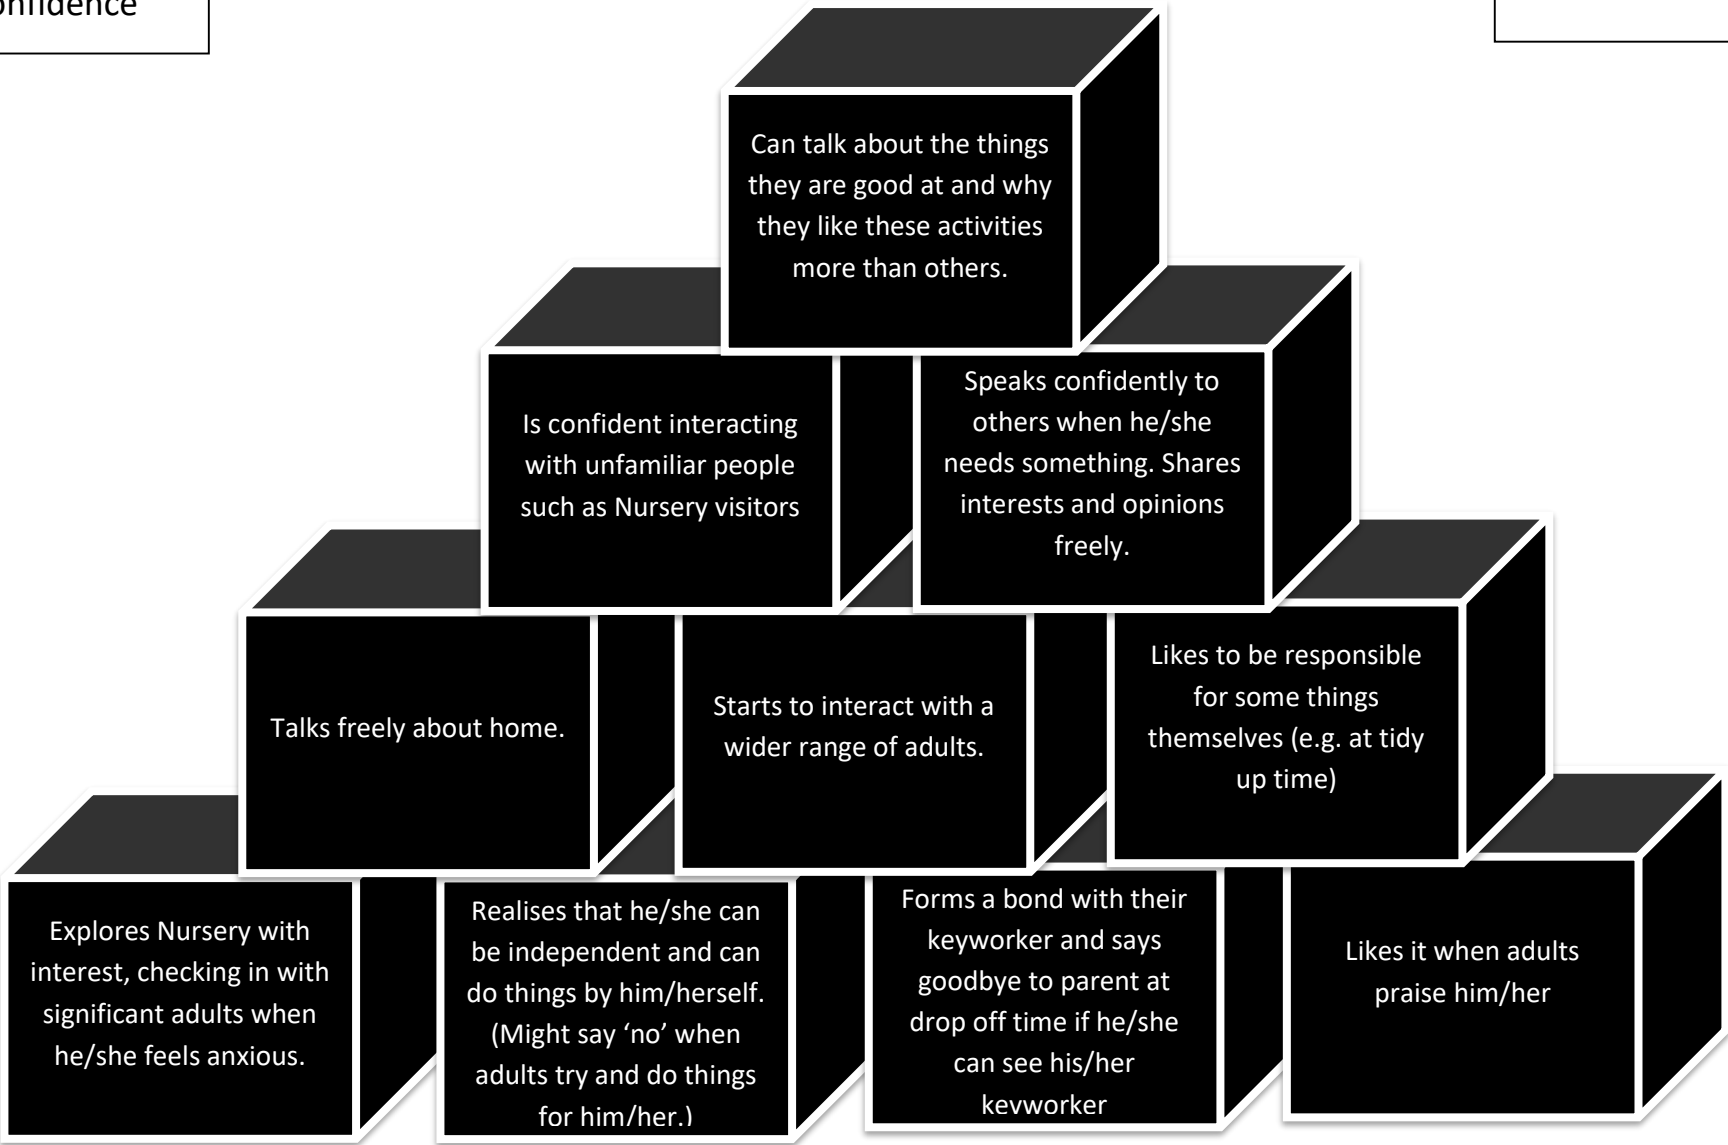 onfidence
Can talk about the things
they are good at and why
they like these activities
more than others.
Is confident interacting
with unfamiliar people
such as Nursery visitors
Speaks confidently to
others when he/she
needs something. Shares
interests and opinions
freely.
Talks freely about home.
Starts to interact with a
wider range of adults.
Likes to be responsible
for some things
themselves (e.g. at tidy
up time)
Explores Nursery with
interest, checking in with
significant adults when
he/she feels anxious.
Realises that he/she can
be independent and can
do things by him/herself.
(Might say ‘no’ when
adults try and do things
for him/her.)
Forms a bond with their
keyworker and says
goodbye to parent at
drop off time if he/she
can see his/her
keyworker
Likes it when adults
praise him/her